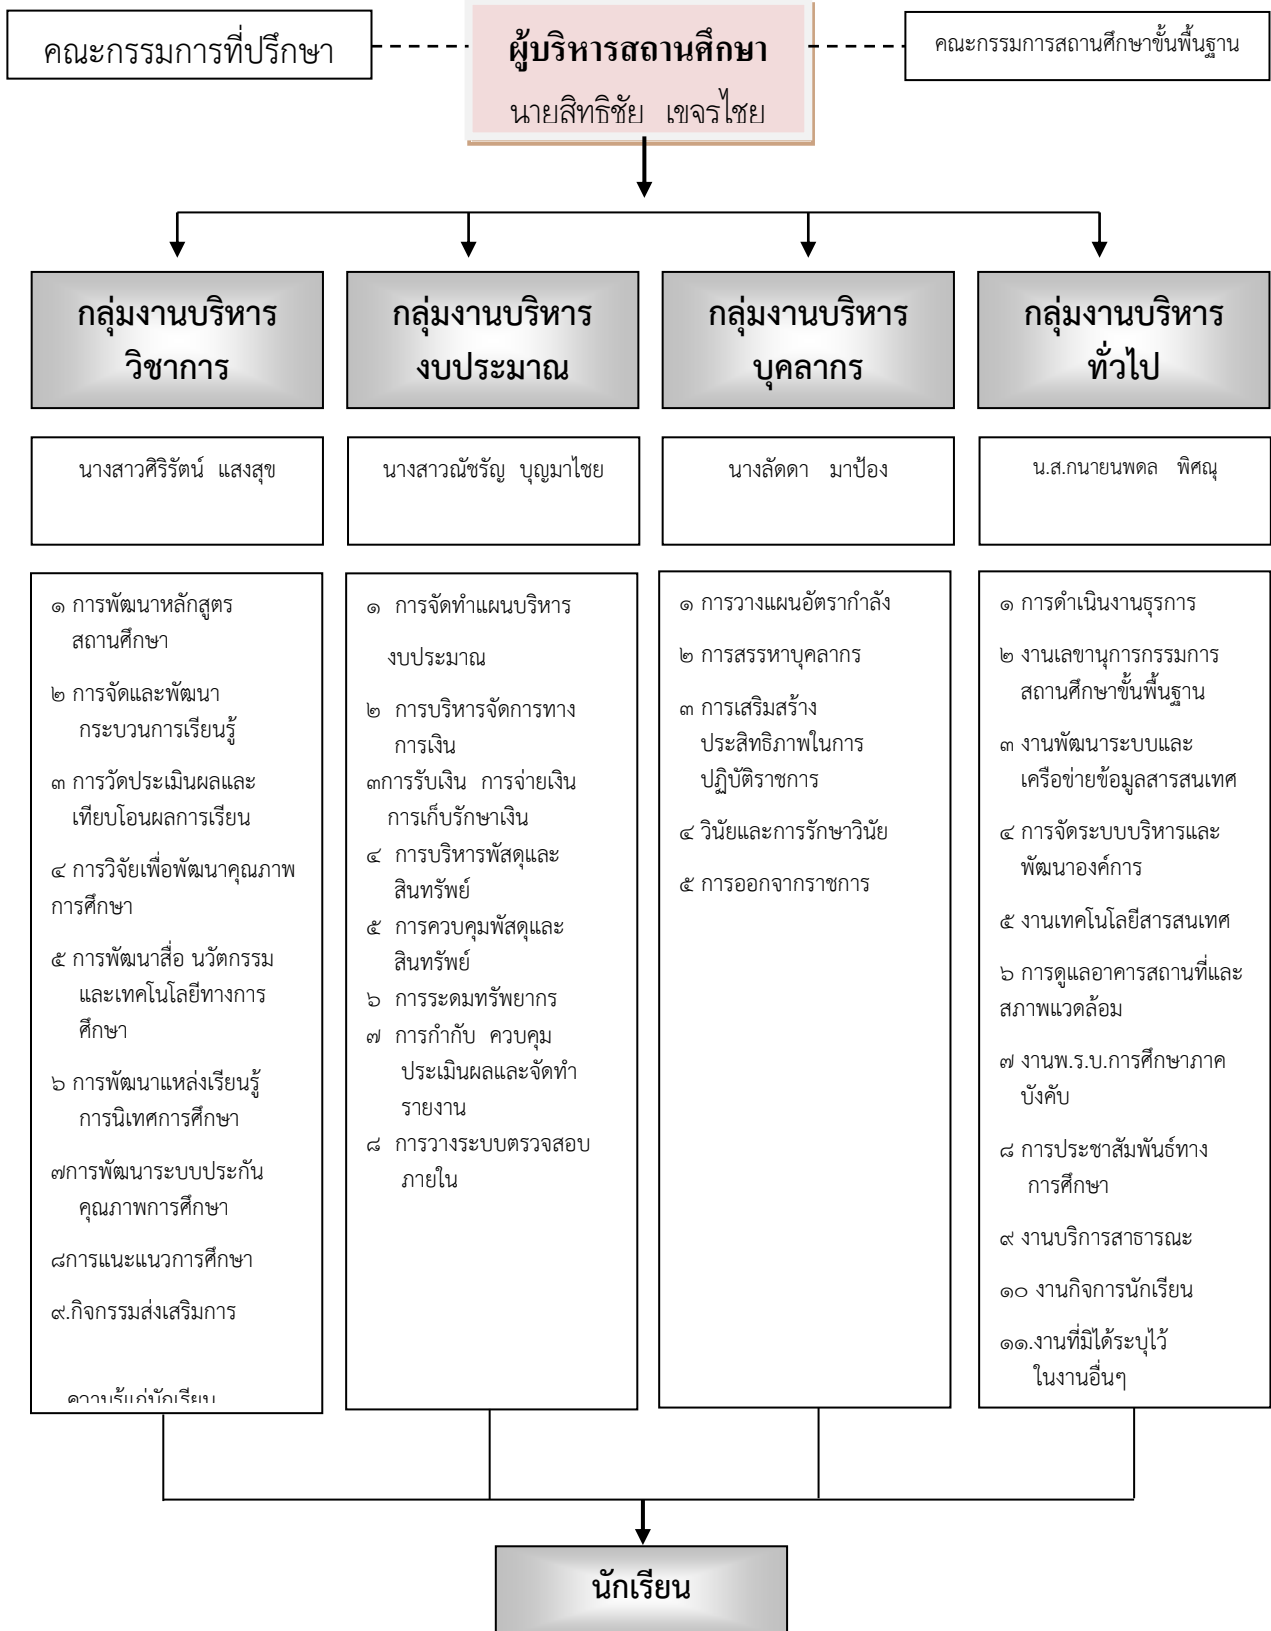 คณะกรรมการที่ปรึกษา
ผู้บริหารสถานศึกษา
นายสิทธิชัย เขจรไชย
คณะกรรมการสถานศึกษาขั้นพื้นฐาน
กลุ่มงานบริหาร
วิชาการ
กลุ่มงานบริหาร
งบประมาณ
กลุ่มงานบริหาร
บุคลากร
กลุ่มงานบริหาร
ทั่วไป
นางสาวศิริรัตน์ แสงสุข
นางสาวณัชรัญ บุญมาไชย
นางลัดดา มาป้อง
น.ส.กนายนพดล พิศณุ
๑ การพัฒนาหลักสูตร
สถานศึกษา
๒ การจัดและพัฒนา
กระบวนการเรียนรู้
๓ การวัดประเมินผลและ
เทียบโอนผลการเรียน
๔ การวิจัยเพื่อพัฒนาคุณภาพ
การศึกษา
๕ การพัฒนาสื่อ นวัตกรรม
และเทคโนโลยีทางการ
ศึกษา
๖ การพัฒนาแหล่งเรียนรู้
การนิเทศการศึกษา
๗การพัฒนาระบบประกัน
คุณภาพการศึกษา
๘การแนะแนวการศึกษา
๙.กิจกรรมส่งเสริมการ
ความรู้แก่นักเรียน
๑ การจัดทำแผนบริหาร
งบประมาณ
๒ การบริหารจัดการทาง
การเงิน
๓การรับเงิน การจ่ายเงิน
การเก็บรักษาเงิน
๔ การบริหารพัสดุและ
สินทรัพย์
๕ การควบคุมพัสดุและ
สินทรัพย์
๖ การระดมทรัพยากร
๗ การกำกับ ควบคุม
ประเมินผลและจัดทำ
รายงาน
๘ การวางระบบตรวจสอบ
ภายใน
๑ การวางแผนอัตรากำลัง
๒ การสรรหาบุคลากร
๓ การเสริมสร้าง
ประสิทธิภาพในการ
ปฏิบัติราชการ
๔ วินัยและการรักษาวินัย
๕ การออกจากราชการ
๑ การดำเนินงานธุรการ
๒ งานเลขานุการกรรมการ
สถานศึกษาขั้นพื้นฐาน
๓ งานพัฒนาระบบและ
เครือข่ายข้อมูลสารสนเทศ
๔ การจัดระบบบริหารและ
พัฒนาองค์การ
๕ งานเทคโนโลยีสารสนเทศ
๖ การดูแลอาคารสถานที่และ
สภาพแวดล้อม
๗ งานพ.ร.บ.การศึกษาภาค
บังคับ
๘ การประชาสัมพันธ์ทาง
การศึกษา
๙ งานบริการสาธารณะ
๑๐ งานกิจการนักเรียน
๑๑.งานที่มิได้ระบุไว้
ในงานอื่นๆ
นักเรียน